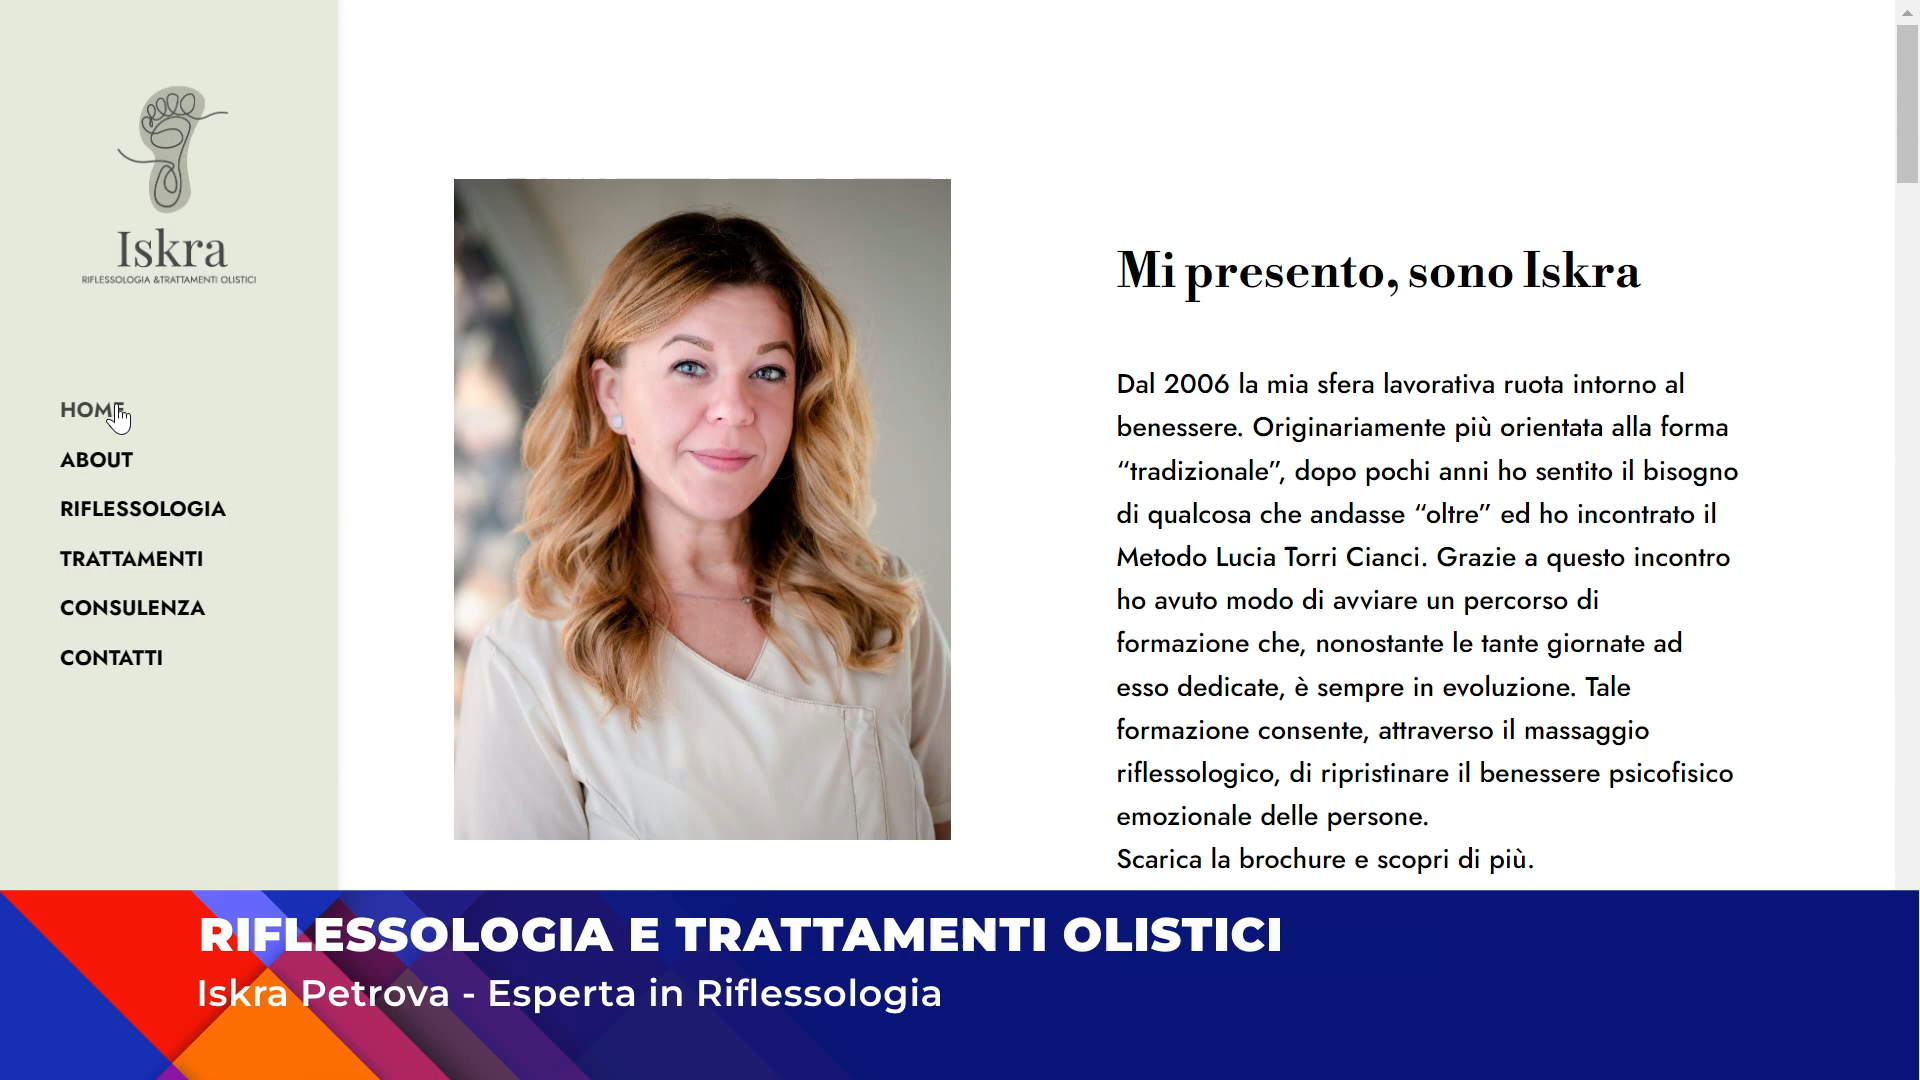 Iskra
RIFLESSOLOGIA &TRATTAMENTI OLISTICI
HOME
ABOUT
RIFLESSOLOGIA
TRATTAMENTI
CONSULENZA
CONTATTI
Mi presento, sono Iskra
Dal 2006 la mia sfera lavorativa ruota intorno al
benessere. Originariamente più orientata alla forma
“tradizionale”, dopo pochi anni ho sentito il bisogno
di qualcosa che andasse “oltre” ed ho incontrato il
Metodo Lucia Torri Cianci. Grazie a questo incontro
ho avuto modo di avviare un percorso di
formazione che, nonostante le tante giornate ad
esso dedicate, è sempre in evoluzione. Tale
formazione consente, attraverso il massaggio
riflessologico, di ripristinare il benessere psicofisico
emozionale delle persone.
Scarica la brochure e scopri di più.
RIFLESSOLOGIA E TRATTAMENTI OLISTICI
Iskra Petrova - Esperta in Riflessologia